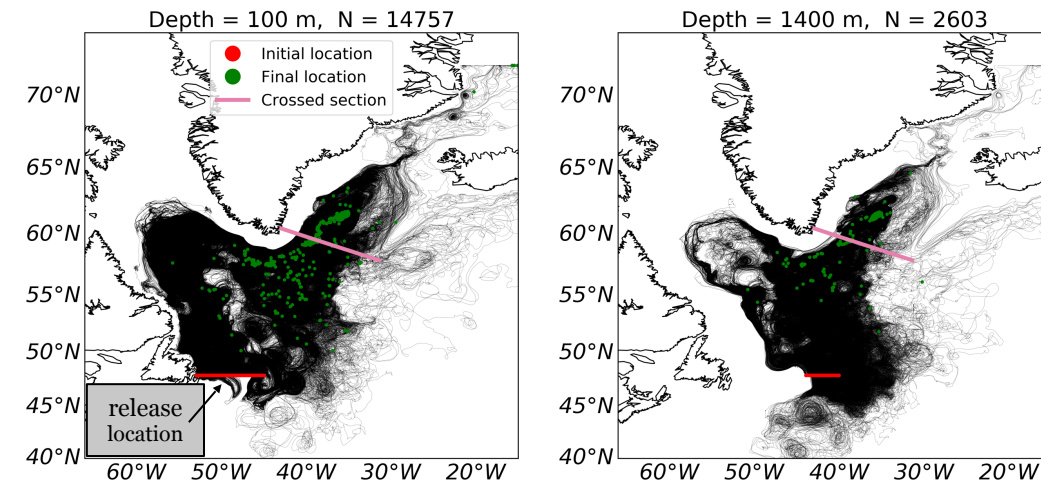 Depth = 100 m, N = 14757
Initial location
Final location
Crossed section
70°N
65°N
60°N
55°N
50°N
45°N
40°N
release
location
60°W 50°W 40°W 30°W 20°W
Depth = 1400 m, N = 2603
70°N
65°N
60°N
55°N
50°N
45°N
40°N
60°W 50°W 40°W 30°W 20°W